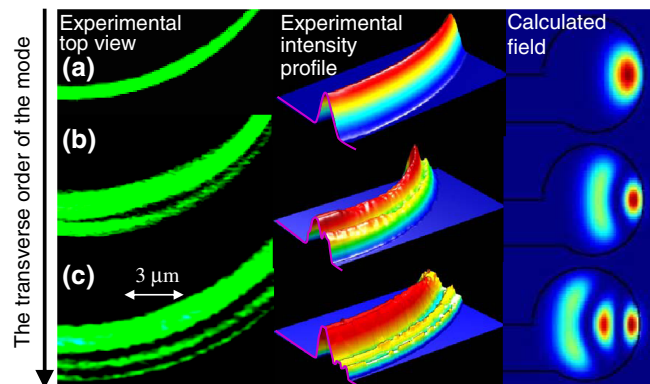 The transverse order of the mode
Experimental
top view
Experimental
intensity
profile
Calculated
field
(a)
(b)
(c)
3 µm